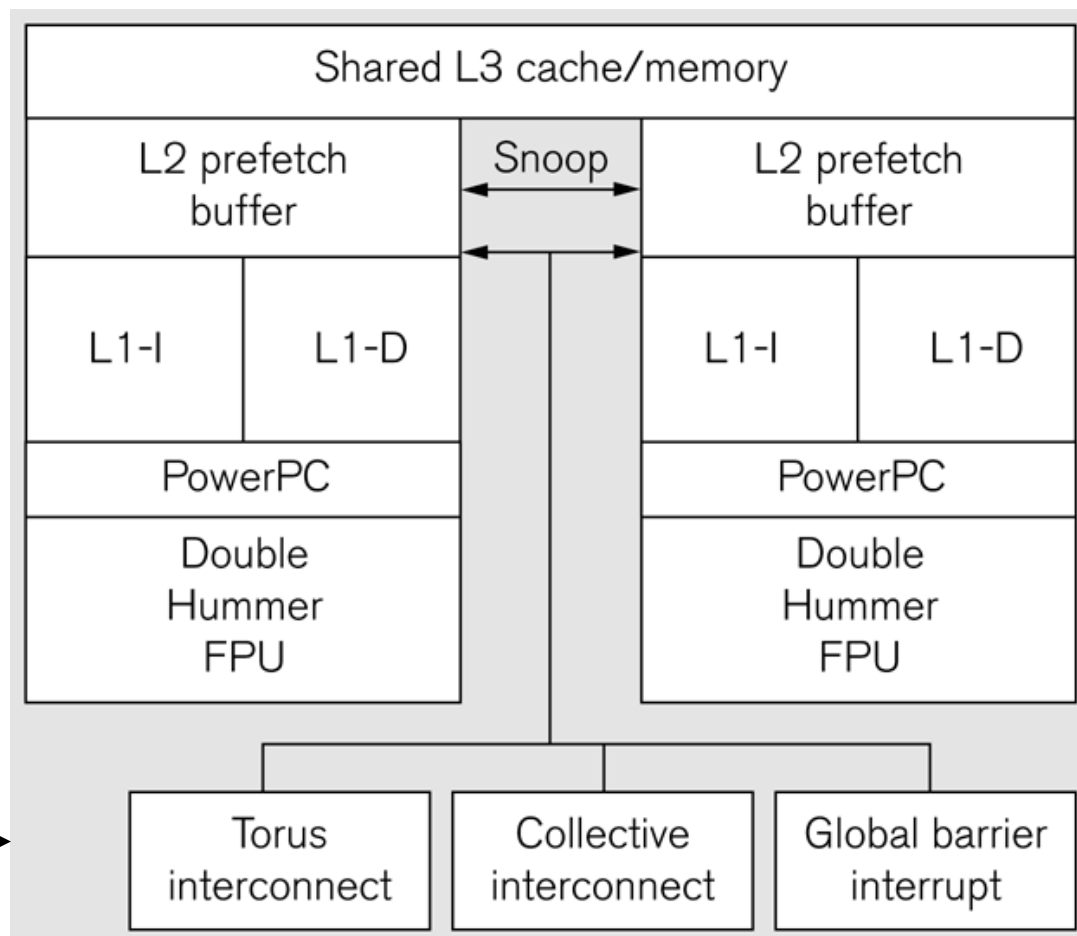 Shared L3 cache/memory
L2 prefetch
buffer
Snoop
L2 prefetch
buffer
L1-I
L1-D
L1-I
L1-D
PowerPC
PowerPC
Double
Hummer
FPU
Double
Hummer
FPU
Torus
interconnect
Collective
interconnect
Global barrier
interrupt